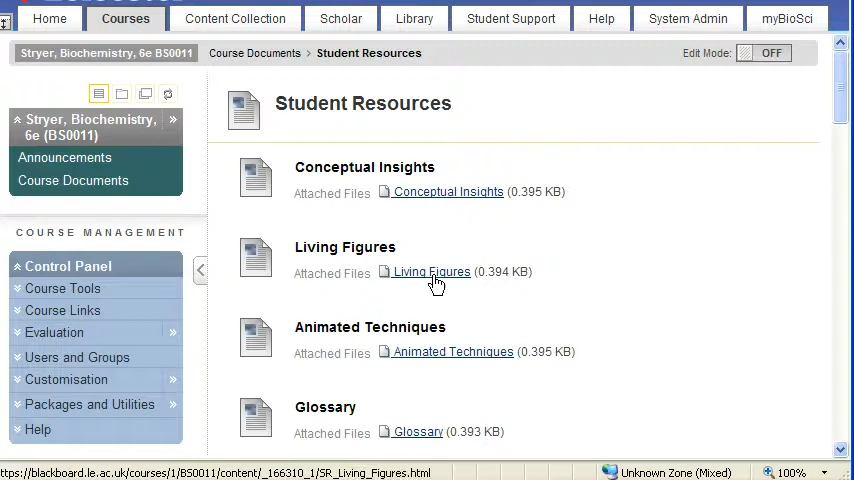 Home Courses Content Collection Scholar Library Student Support Help System Admin myBioSci
Stryer, Biochemistry, 6e BS0011 Course Documents > Student Resources Edit Mode: OFF
Stryer, Biochemistry,
6e (BS0011)
Announcements
Course Documents
COURSE MANAGEMENT
Control Panel
Course Tools
Course Links
Evaluation
Users and Groups
Customisation
Packages and Utilities
Help
Student Resources
Conceptual Insights
Attached Files Conceptual Insights (0.395 KB)
Living Figures
Attached Files Living Figures (0.394 KB)
Animated Techniques
Attached Files Animated Techniques (0.395 KB)
Glossary
Attached Files Glossary (0.393 KB)
ttps://blackboard.le.ac.uk/courses/1/BS0011/content/_166310_1/SR_Living_Figures.html Unknown Zone (Mixed) 100%